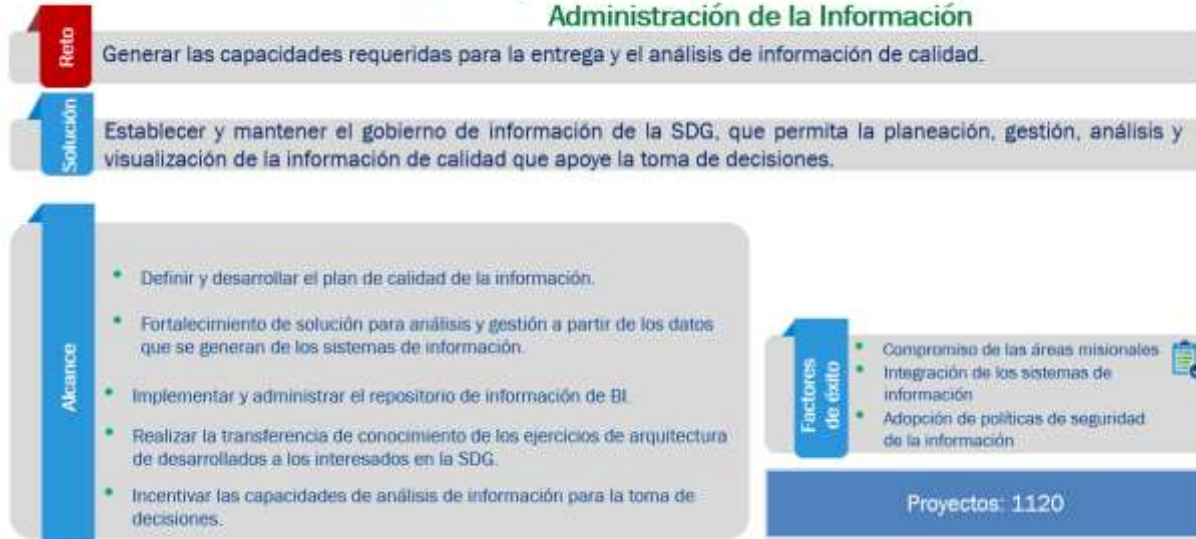 Administración de la Información
Reto
Generar las capacidades requeridas para la entrega y el análisis de información de calidad.
Solución
Establecer y mantener el gobierno de información de la SDG, que permita la planeación, gestión, análisis y
visualización de la información de calidad que apoye la toma de decisiones.
Alcance
• Definir y desarrollar el plan de calidad de la información.
• Fortalecimiento de solución para análisis y gestión a partir de los datos
que se generan de los sistemas de información.
• Implementar y administrar el repositorio de información de BI.
• Realizar la transferencia de conocimiento de los ejercicios de arquitectura
de desarrollados a los interesados en la SDG.
• Incentivar las capacidades de análisis de información para la toma de
decisiones.
Factores
de éxito
• Compromiso de las áreas misionales
• Integración de los sistemas de
información
• Adopción de políticas de seguridad
de la información
Proyectos: 1120